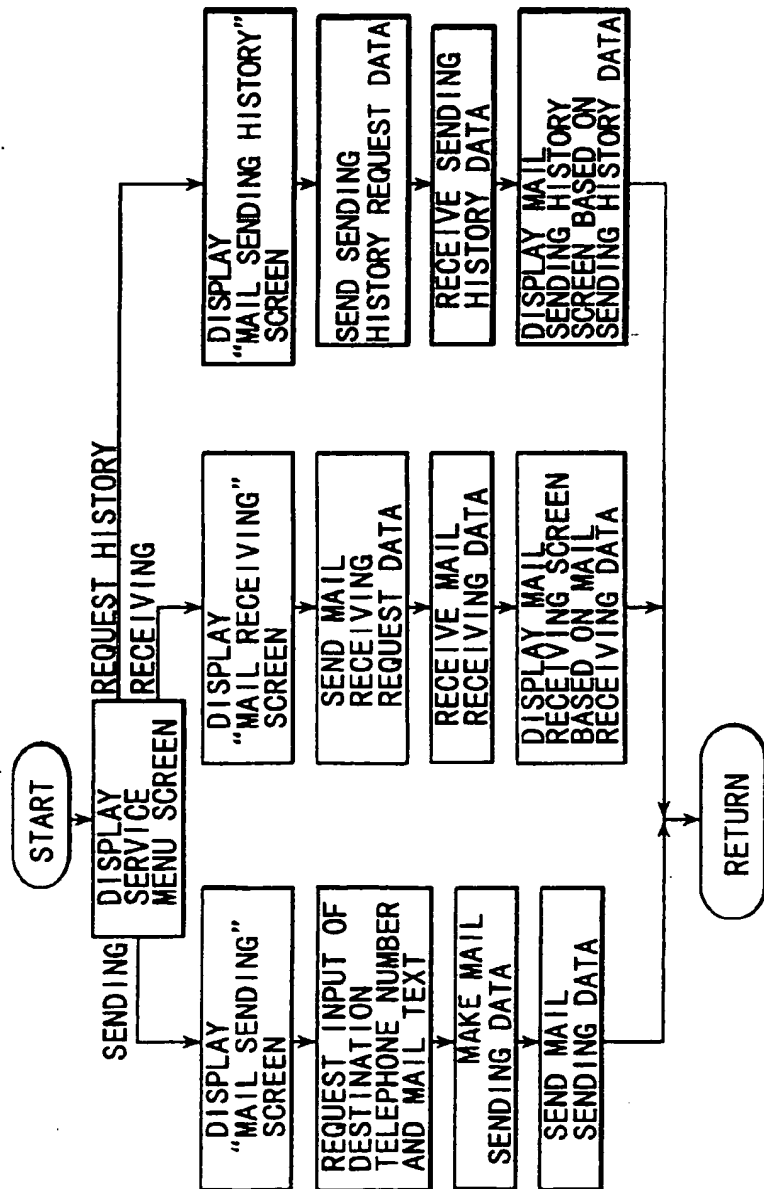 START
DISPLAY
SERVICE
MENU SCREEN
SENDING
REQUEST HISTORY
RECEIVING
DISPLAY
“MAIL SENDING”
SCREEN
REQUEST INPUT OF
DESTINATION
TELEPHONE NUMBER
AND MAIL TEXT
MAKE MAIL
SENDING DATA
SEND MAIL
SENDING DATA
DISPLAY
“MAIL RECEIVING”
SCREEN
SEND MAIL
RECEIVING
REQUEST DATA
RECEIVE MAIL
RECEIVING DATA
DISPLAY MAIL
RECEIVING SCREEN
BASED ON MAIL
RECEIVING DATA
DISPLAY
“MAIL SENDING HISTORY”
SCREEN
SEND SENDING
HISTORY REQUEST DATA
RECEIVE SENDING
HISTORY DATA
DISPLAY MAIL
SENDING HISTORY
SCREEN BASED ON
SENDING HISTORY DATA
RETURN